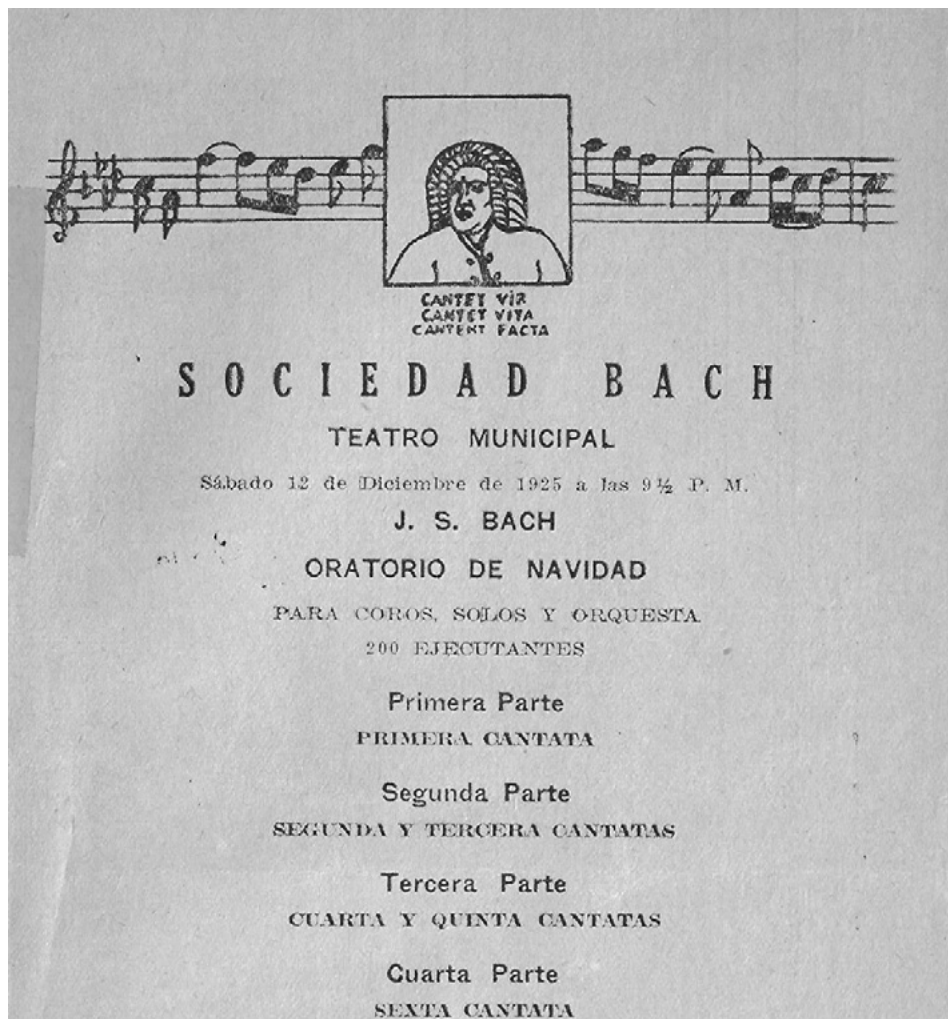 CANTET VIR
CANTET VITA
CANTENT FACTA
SOCIEDAD BACH
TEATRO MUNICIPAL
Sábado 12 de Diciembre de 1925 a las 9½ P. M.
J. S. BACH
ORATORIO DE NAVIDAD
PARA COROS, SOLOS Y ORQUESTA
200 EJECUTANTES
Primera Parte
PRIMERA CANTATA
Segunda Parte
SEGUNDA Y TERCERA CANTATAS
Tercera Parte
CUARTA Y QUINTA CANTATAS
Cuarta Parte
SEXTA CANTATA